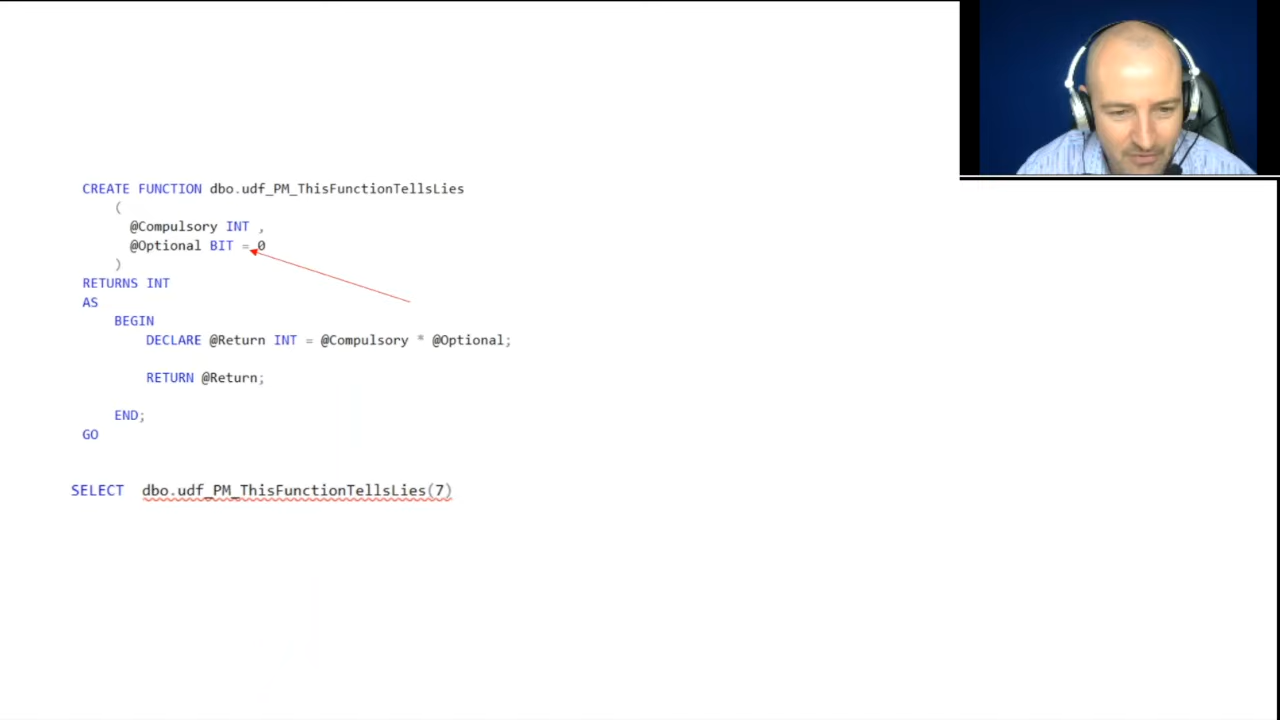 CREATE FUNCTION dbo.udf_PM_ThisFunctionTellsLies
(
@Compulsory INT ,
@Optional BIT = 0
)
RETURNS INT
AS
BEGIN
DECLARE @Return INT = @Compulsory * @Optional;
RETURN @Return;
END;
GO
SELECT dbo.udf_PM_ThisFunctionTellsLies(7)